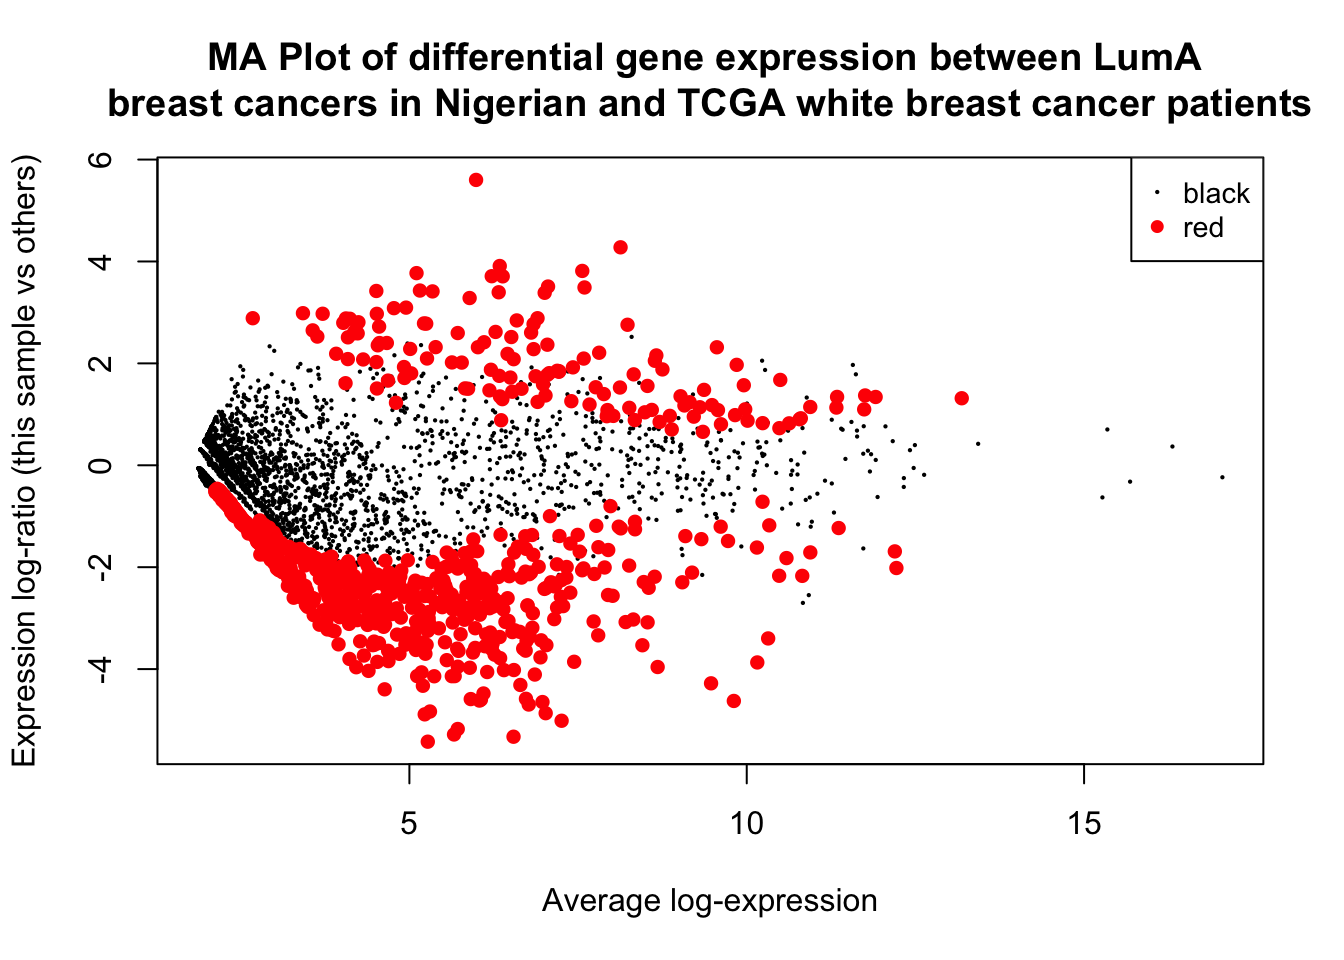 MA Plot of differential gene expression between LumA
breast cancers in Nigerian and TCGA white breast cancer patients
Expression log-ratio (this sample vs others)
6
4
2
0
-2
-4
black
red
5
10
15
Average log-expression